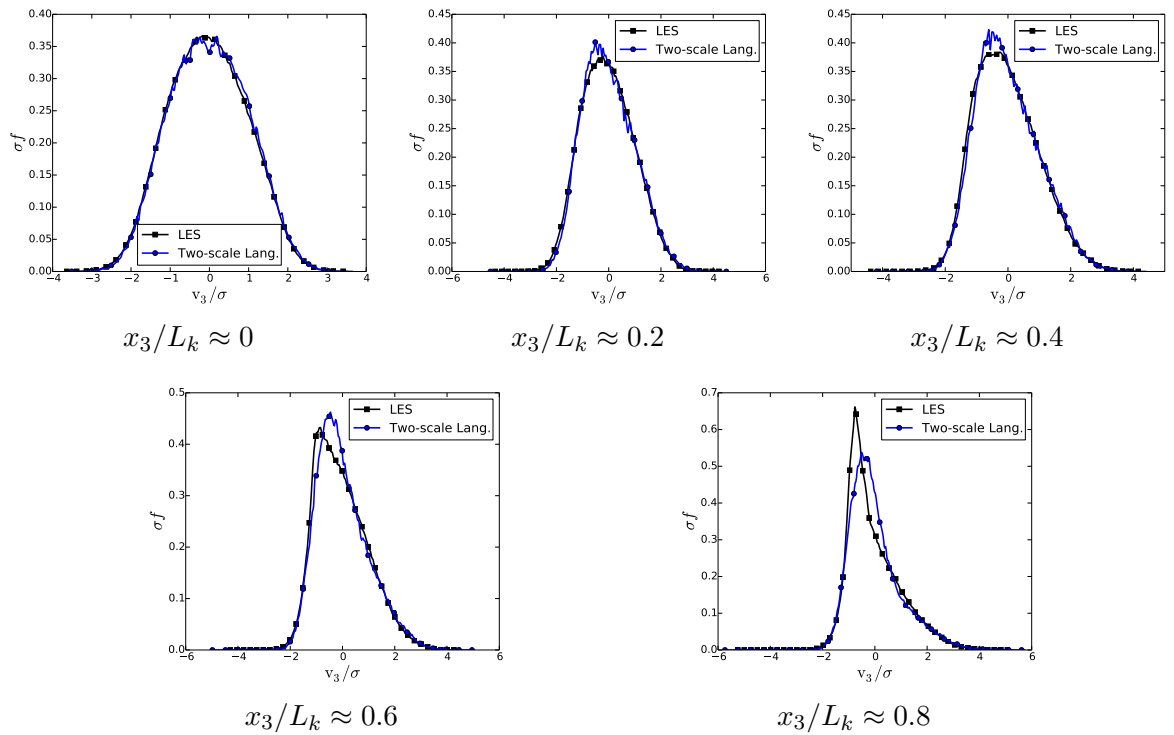 0.40
0.35
0.30
0.25
0.20
0.15
0.10
0.05
0.00
σf
LES
Two-scale Lang.
−4 −3 −2 −1 0 1 2 3 4
v₃/σ
x₃/Lₖ ≈ 0
0.45
0.40
0.35
0.30
0.25
0.20
0.15
0.10
0.05
0.00
σf
LES
Two-scale Lang.
−6 −4 −2 0 2 4 6
v₃/σ
x₃/Lₖ ≈ 0.2
0.45
0.40
0.35
0.30
0.25
0.20
0.15
0.10
0.05
0.00
σf
LES
Two-scale Lang.
−4 −2 0 2 4
v₃/σ
x₃/Lₖ ≈ 0.4
0.5
0.4
0.3
0.2
0.1
0.0
σf
LES
Two-scale Lang.
−6 −4 −2 0 2 4 6
v₃/σ
x₃/Lₖ ≈ 0.6
0.7
0.6
0.5
0.4
0.3
0.2
0.1
0.0
σf
LES
Two-scale Lang.
−6 −4 −2 0 2 4 6
v₃/σ
x₃/Lₖ ≈ 0.8